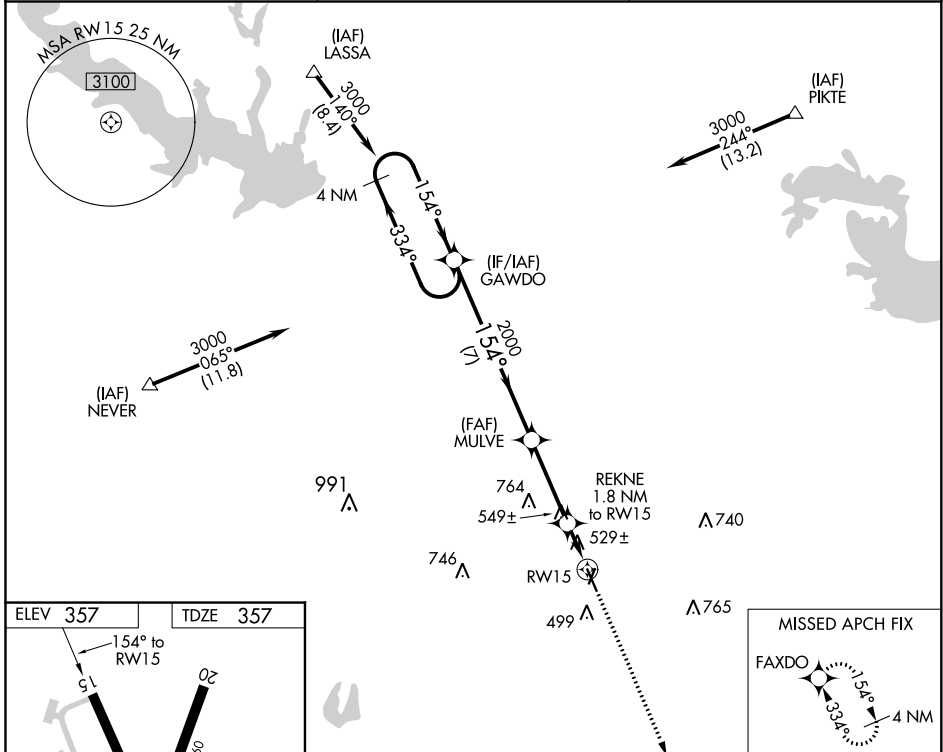 MSA RW15 25 NM
3100
(IAF)
LASSA
3000
140°
(8.4)
(IAF)
PIKTE
3000
244°
(13.2)
4 NM
154°
334°
(IF/IAF)
GAWDO
2000
154°
(7)
3000
065°
(11.8)
(IAF)
NEVER
(FAF)
MULVE
991
764
549±
REKNE
1.8 NM
to RW15
740
529±
746
RW15
499
765
ELEV 357
TDZE 357
154° to
RW15
15
20
MISSED APCH FIX
FAXDO
154°
334°
4 NM